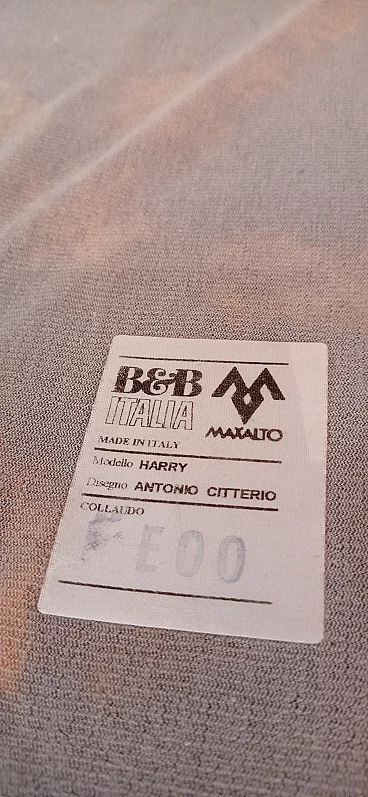 B&B
ITALIA
MAXALTO
MADE IN ITALY
Modello HARRY
Disegno ANTONIO CITTERIO
COLLAUDO
E00